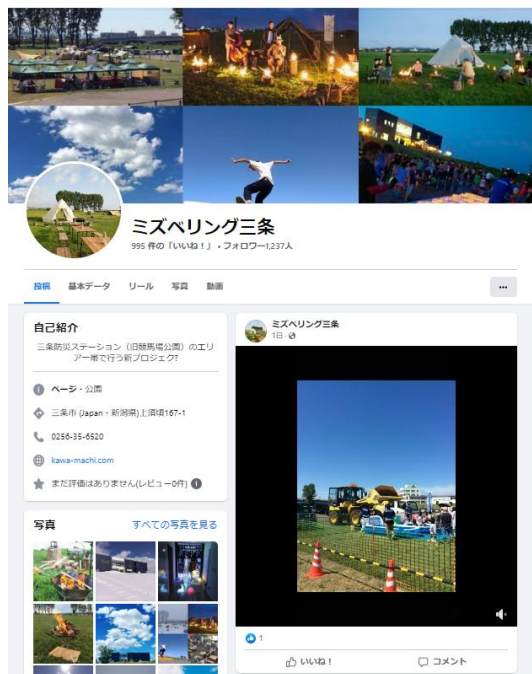 ミズベリング三条
995 件の「いいね！」 • フォロワー1,237人
投稿
基本データ
リール
写真
動画
自己紹介
三条防災ステーション（旧競馬場公園）のエリ
ア一帯で行う新プロジェク?
ページ · 公園
三条市 (Japan・新潟県)上須頃167-1
0256-35-6520
kawa-machi.com
まだ評価はありません(レビュー0件)
写真
すべての写真を見る
ミズベリング三条
1日
1
いいね！
コメント